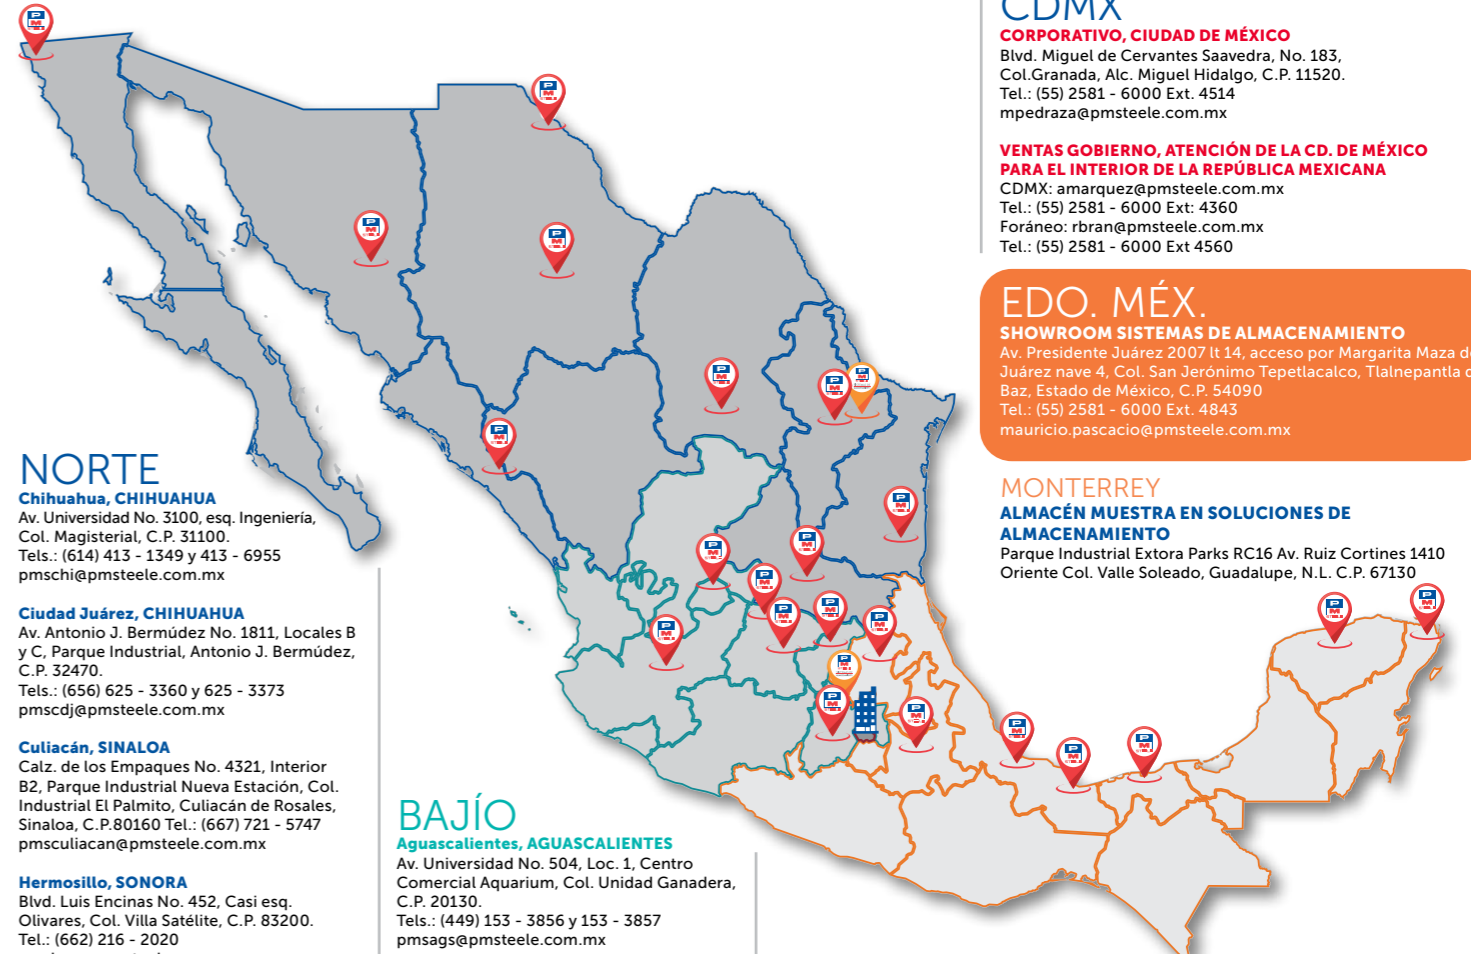 CDMX
CORPORATIVO, CIUDAD DE MÉXICO
Blvd. Miguel de Cervantes Saavedra, No. 183,
Col.Granada, Alc. Miguel Hidalgo, C.P. 11520.
Tel.: (55) 2581 - 6000 Ext. 4514
mpedraza@pmsteele.com.mx
VENTAS GOBIERNO, ATENCIÓN DE LA CD. DE MÉXICO
PARA EL INTERIOR DE LA REPÚBLICA MEXICANA
CDMX: amarquez@pmsteele.com.mx
Tel.: (55) 2581 - 6000 Ext: 4360
Foráneo: rbran@pmsteele.com.mx
Tel.: (55) 2581 - 6000 Ext 4560
EDO. MÉX.
SHOWROOM SISTEMAS DE ALMACENAMIENTO
Av. Presidente Juárez 2007 lt 14, acceso por Margarita Maza
Juárez nave 4, Col. San Jerónimo Tepetlacalco, Tlalnepantla
Baz, Estado de México, C.P. 54090
Tel.: (55) 2581 - 6000 Ext. 4843
mauricio.pascacio@pmsteele.com.mx
MONTERREY
ALMACÉN MUESTRA EN SOLUCIONES DE
ALMACENAMIENTO
Parque Industrial Extora Parks RC16 Av. Ruiz Cortines 1410
Oriente Col. Valle Soleado, Guadalupe, N.L. C.P. 67130
NORTE
Chihuahua, CHIHUAHUA
Av. Universidad No. 3100, esq. Ingeniería,
Col. Magisterial, C.P. 31100.
Tels.: (614) 413 - 1349 y 413 - 6955
pmschi@pmsteele.com.mx
Ciudad Juárez, CHIHUAHUA
Av. Antonio J. Bermúdez No. 1811, Locales B
y C, Parque Industrial, Antonio J. Bermúdez,
C.P. 32470.
Tels.: (656) 625 - 3360 y 625 - 3373
pmscdj@pmsteele.com.mx
Culiacán, SINALOA
Calz. de los Empaques No. 4321, Interior
B2, Parque Industrial Nueva Estación, Col.
Industrial El Palmito, Culiacán de Rosales,
Sinaloa, C.P.80160 Tel.: (667) 721 - 5747
pmsculiacan@pmsteele.com.mx
Hermosillo, SONORA
Blvd. Luis Encinas No. 452, Casi esq.
Olivares, Col. Villa Satélite, C.P. 83200.
Tel.: (662) 216 - 2020
BAJÍO
Aguascalientes, AGUASCALIENTES
Av. Universidad No. 504, Loc. 1, Centro
Comercial Aquarium, Col. Unidad Ganadera,
C.P. 20130.
Tels.: (449) 153 - 3856 y 153 - 3857
pmsags@pmsteele.com.mx